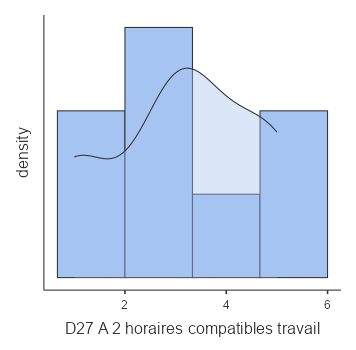 density
2 4 6
D27 A 2 horaires compatibles travail